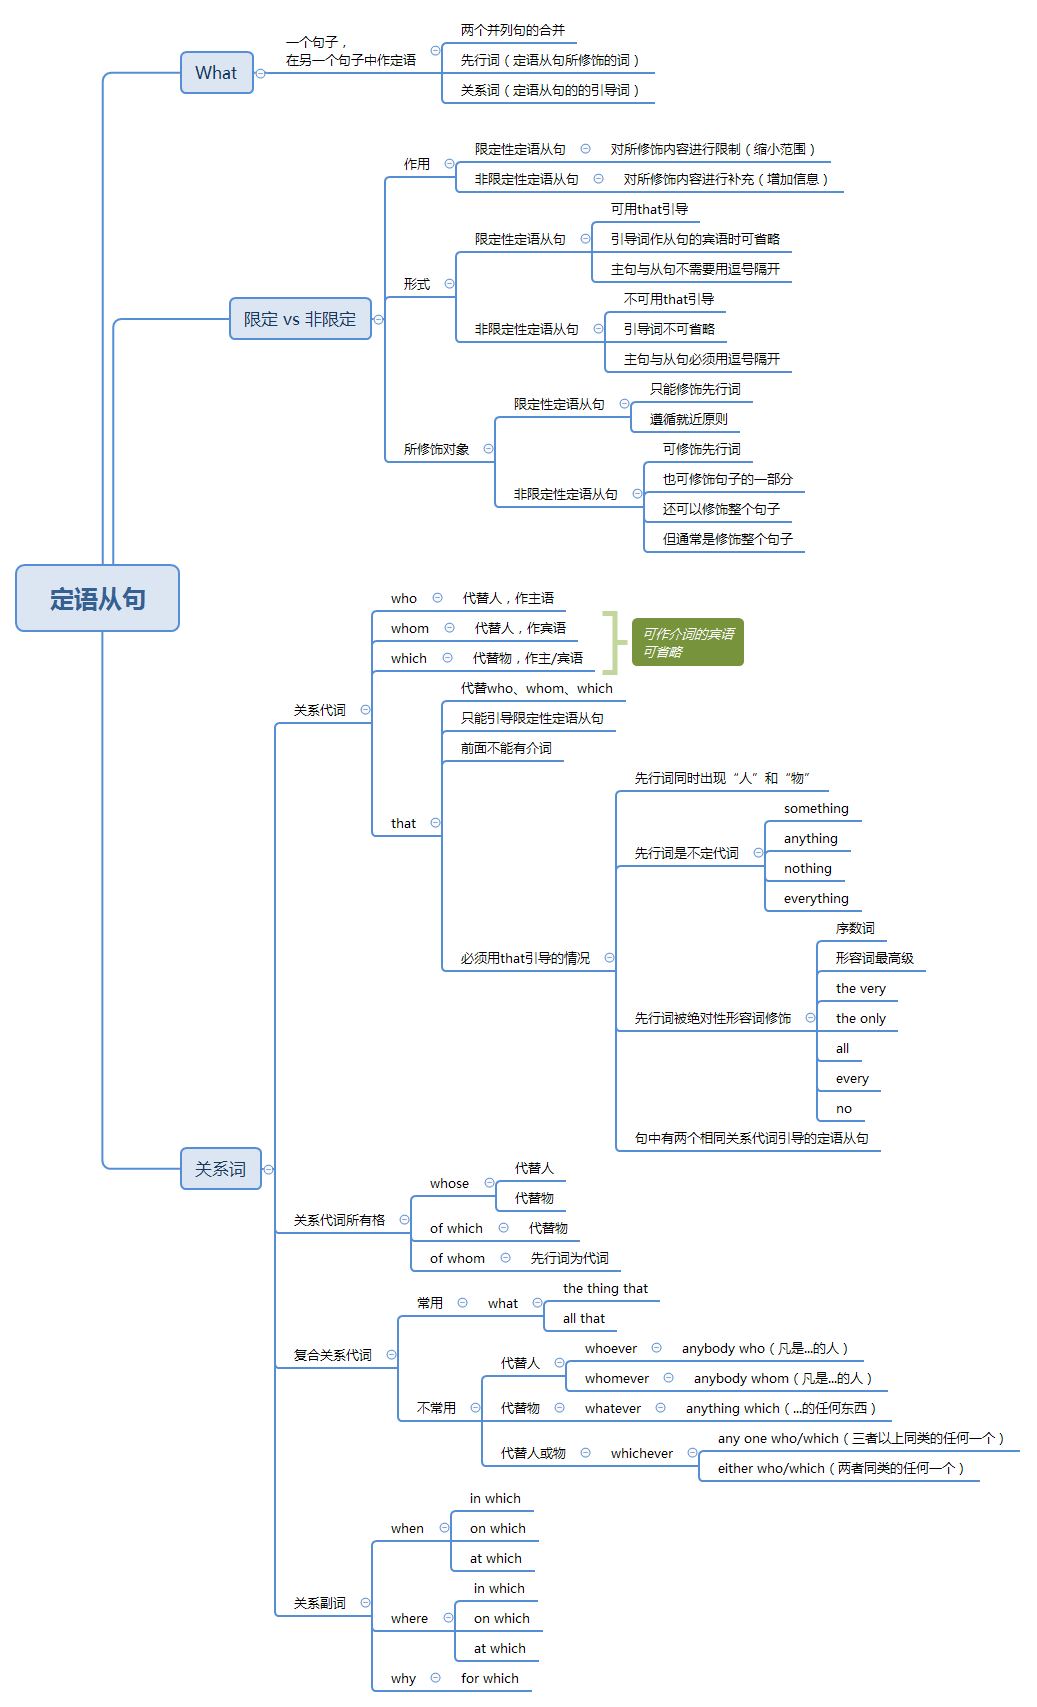 定语从句
What
一个句子，
在另一个句子中作定语
两个并列句的合并
先行词（定语从句所修饰的词）
关系词（定语从句的的引导词）
限定 vs 非限定
作用
限定性定语从句
对所修饰内容进行限制（缩小范围）
非限定性定语从句
对所修饰内容进行补充（增加信息）
形式
限定性定语从句
可用that引导
引导词作从句的宾语时可省略
主句与从句不需要用逗号隔开
非限定性定语从句
不可用that引导
引导词不可省略
主句与从句必须用逗号隔开
所修饰对象
限定性定语从句
只能修饰先行词
遵循就近原则
非限定性定语从句
可修饰先行词
也可修饰句子的一部分
还可以修饰整个句子
但通常是修饰整个句子
关系词
关系代词
who
代替人，作主语
whom
代替人，作宾语
which
代替物，作主/宾语
可作介词的宾语
可省略
that
代替who、whom、which
只能引导限定性定语从句
前面不能有介词
必须用that引导的情况
先行词同时出现“人”和“物”
先行词是不定代词
something
anything
nothing
everything
先行词被绝对性形容词修饰
序数词
形容词最高级
the very
the only
all
every
no
句中有两个相同关系代词引导的定语从句
关系代词所有格
whose
代替人
代替物
of which
代替物
of whom
先行词为代词
复合关系代词
常用
what
the thing that
all that
不常用
代替人
whoever
anybody who（凡是...的人）
whomever
anybody whom（凡是...的人）
代替物
whatever
anything which（...的任何东西）
代替人或物
whichever
any one who/which（三者以上同类的任何一个）
either who/which（两者同类的任何一个）
关系副词
when
in which
on which
at which
where
in which
on which
at which
why
for which